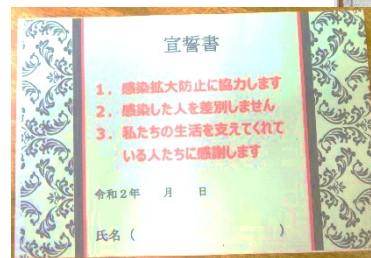 宣誓書
1. 感染拡大防止に協力します
2. 感染した人を差別しません
3. 私たちの生活を支えてくれて
いる人たちに感謝します
令和2年　月　日
氏名（　　　　　　　　）